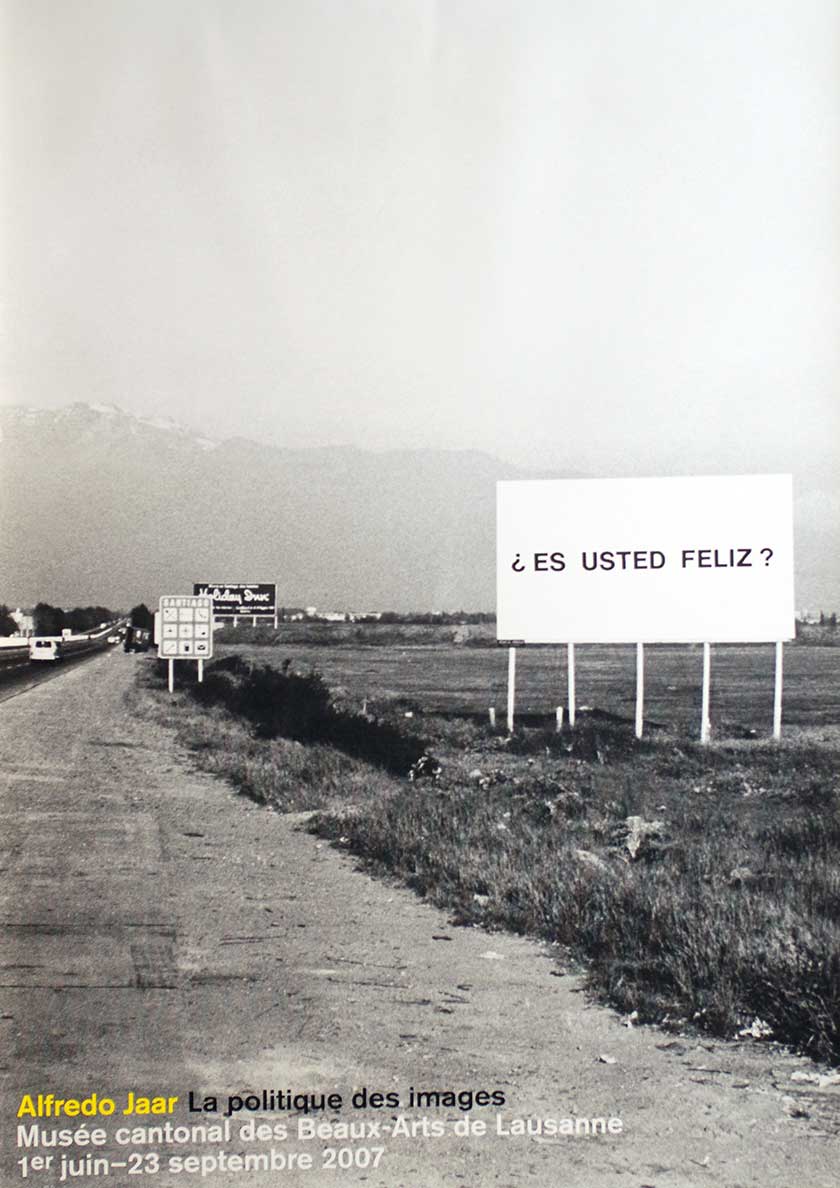 ¿ES USTED FELIZ?
Holiday Inn
SANTIAGO
Alfredo Jaar La politique des images
Musée cantonal des Beaux-Arts de Lausanne
1er juin–23 septembre 2007